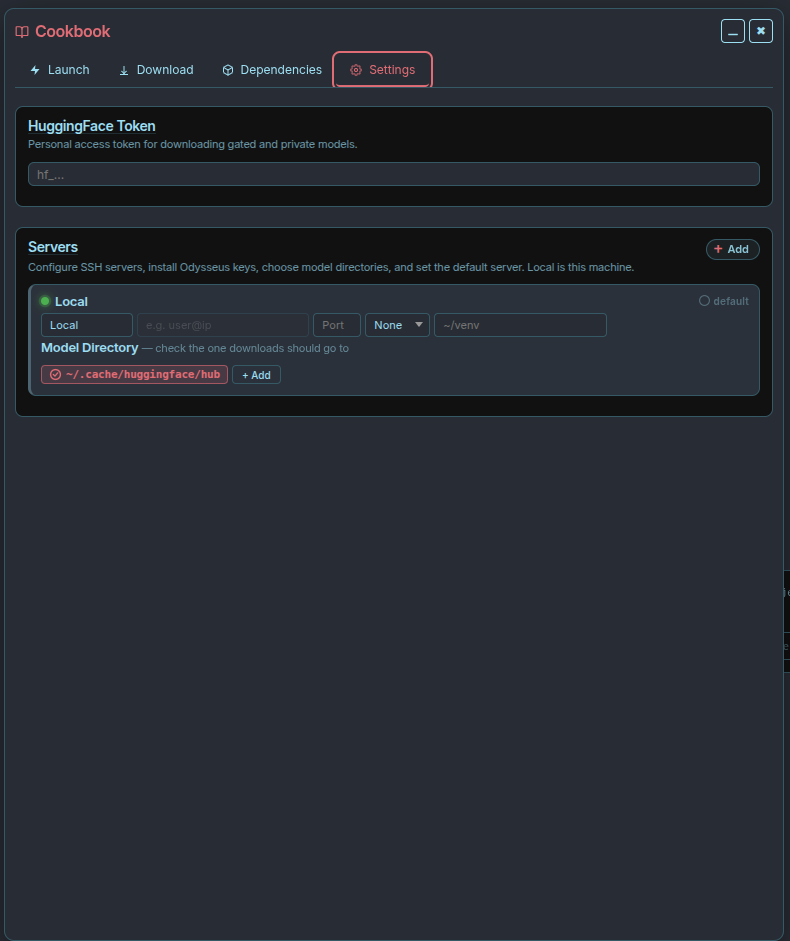 Cookbook
Launch Download Dependencies Settings
HuggingFace Token
Personal access token for downloading gated and private models.
hf_...
Servers
+ Add
Configure SSH servers, install Odysseus keys, choose model directories, and set the default server. Local is this machine.
Local
default
Local e.g. user@ip Port None ~/venv
Model Directory — check the one downloads should go to
~/.cache/huggingface/hub + Add